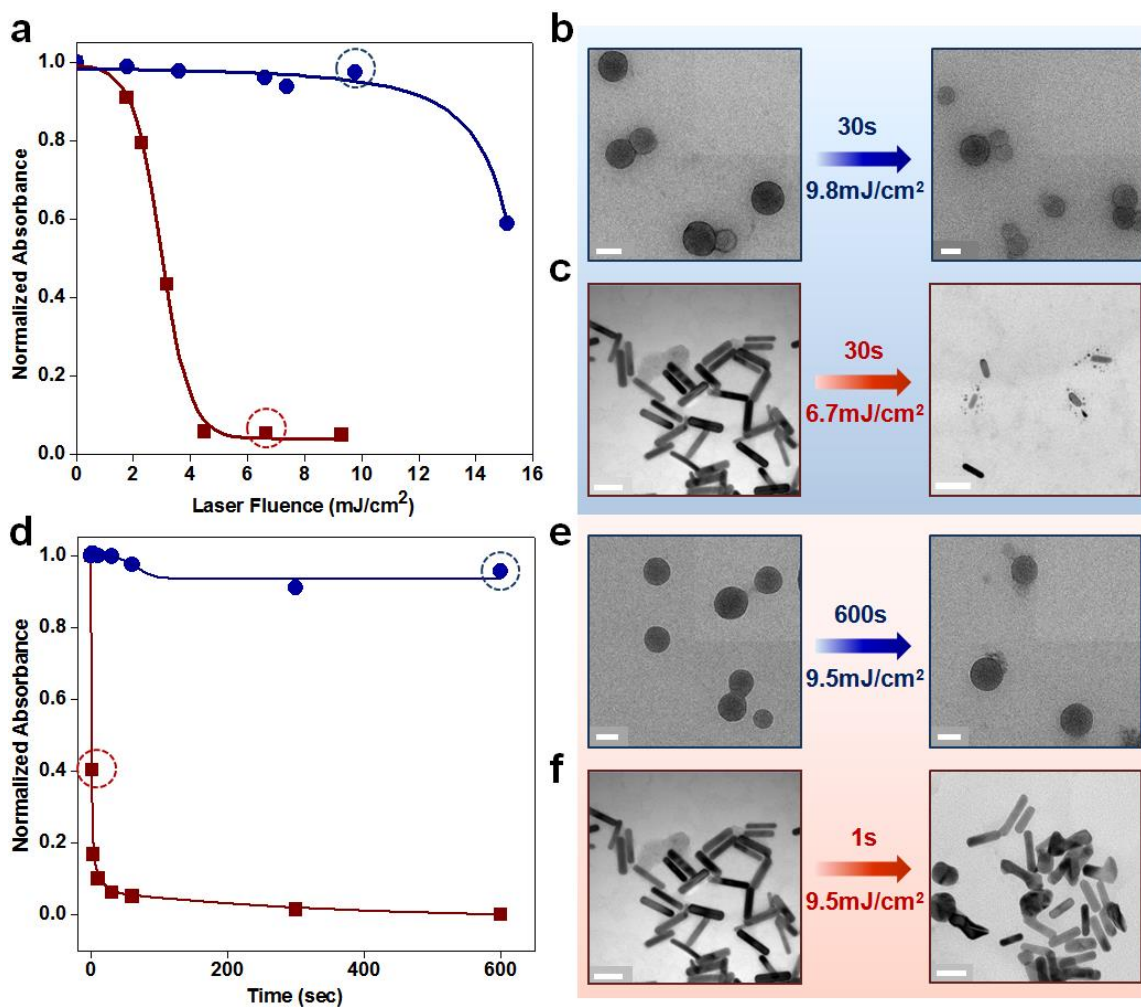 a
1.0
0.8
0.6
0.4
0.2
0.0
Normalized Absorbance
0 2 4 6 8 10 12 14 16
Laser Fluence (mJ/cm²)
b
30s
9.8mJ/cm²
c
30s
6.7mJ/cm²
d
1.0
0.8
0.6
0.4
0.2
0.0
Normalized Absorbance
0 200 400 600
Time (sec)
e
600s
9.5mJ/cm²
f
1s
9.5mJ/cm²